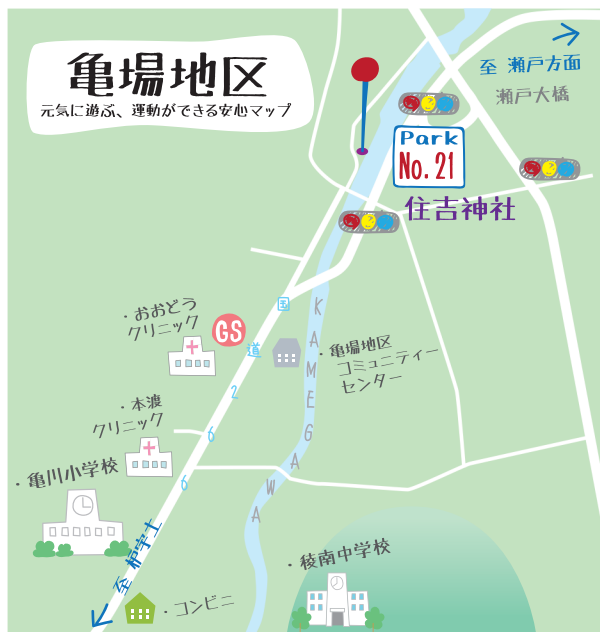 亀場地区
元気に遊ぶ、運動ができる安心マップ
至 瀬戸方面
瀬戸大橋
Park
No. 21
住吉神社
国
道
2
6
6
KAMEGAWA
・おおどう
クリニック
GS
・亀場地区
コミュニティー
センター
・本渡
クリニック
・亀川小学校
至 枦宇土
・稜南中学校
・コンビニ